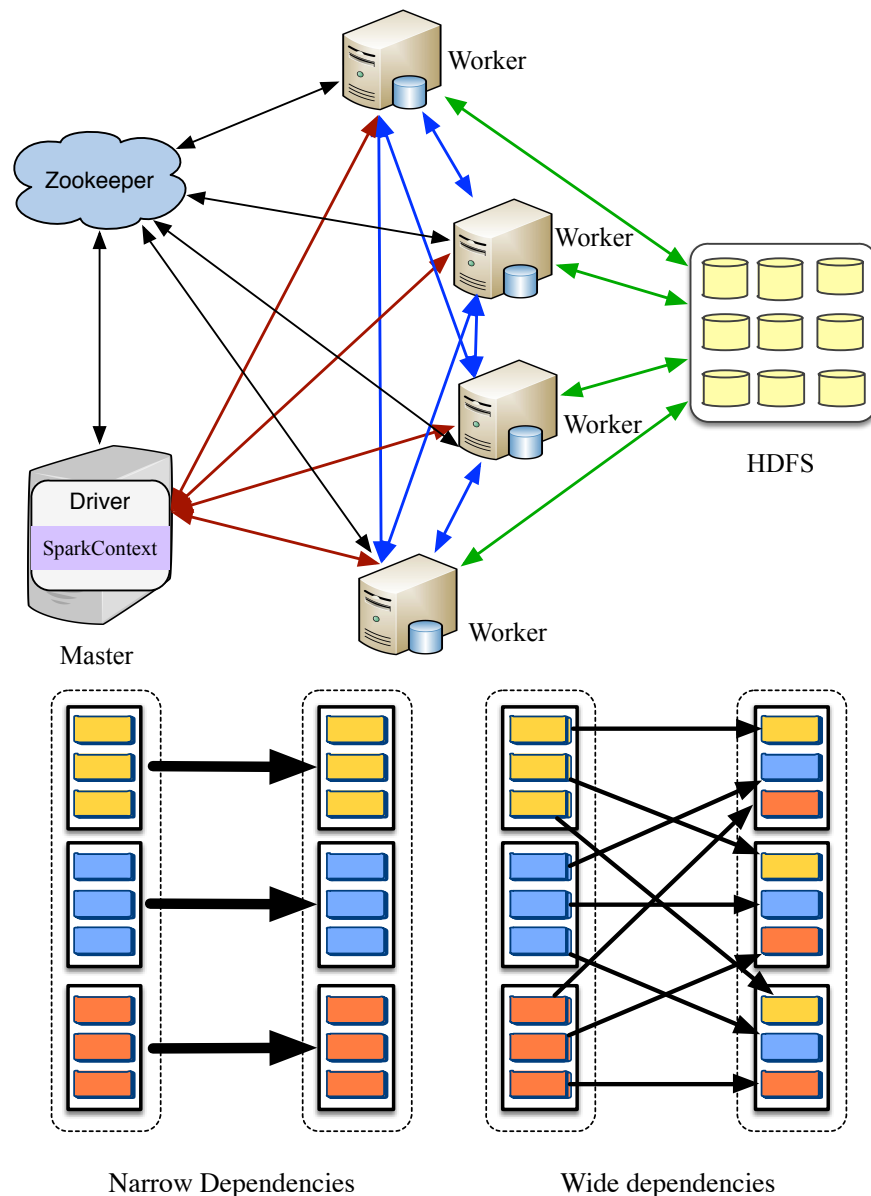 Worker
Zookeeper
Worker
Worker
HDFS
Driver
SparkContext
Worker
Master
Narrow Dependencies
Wide dependencies